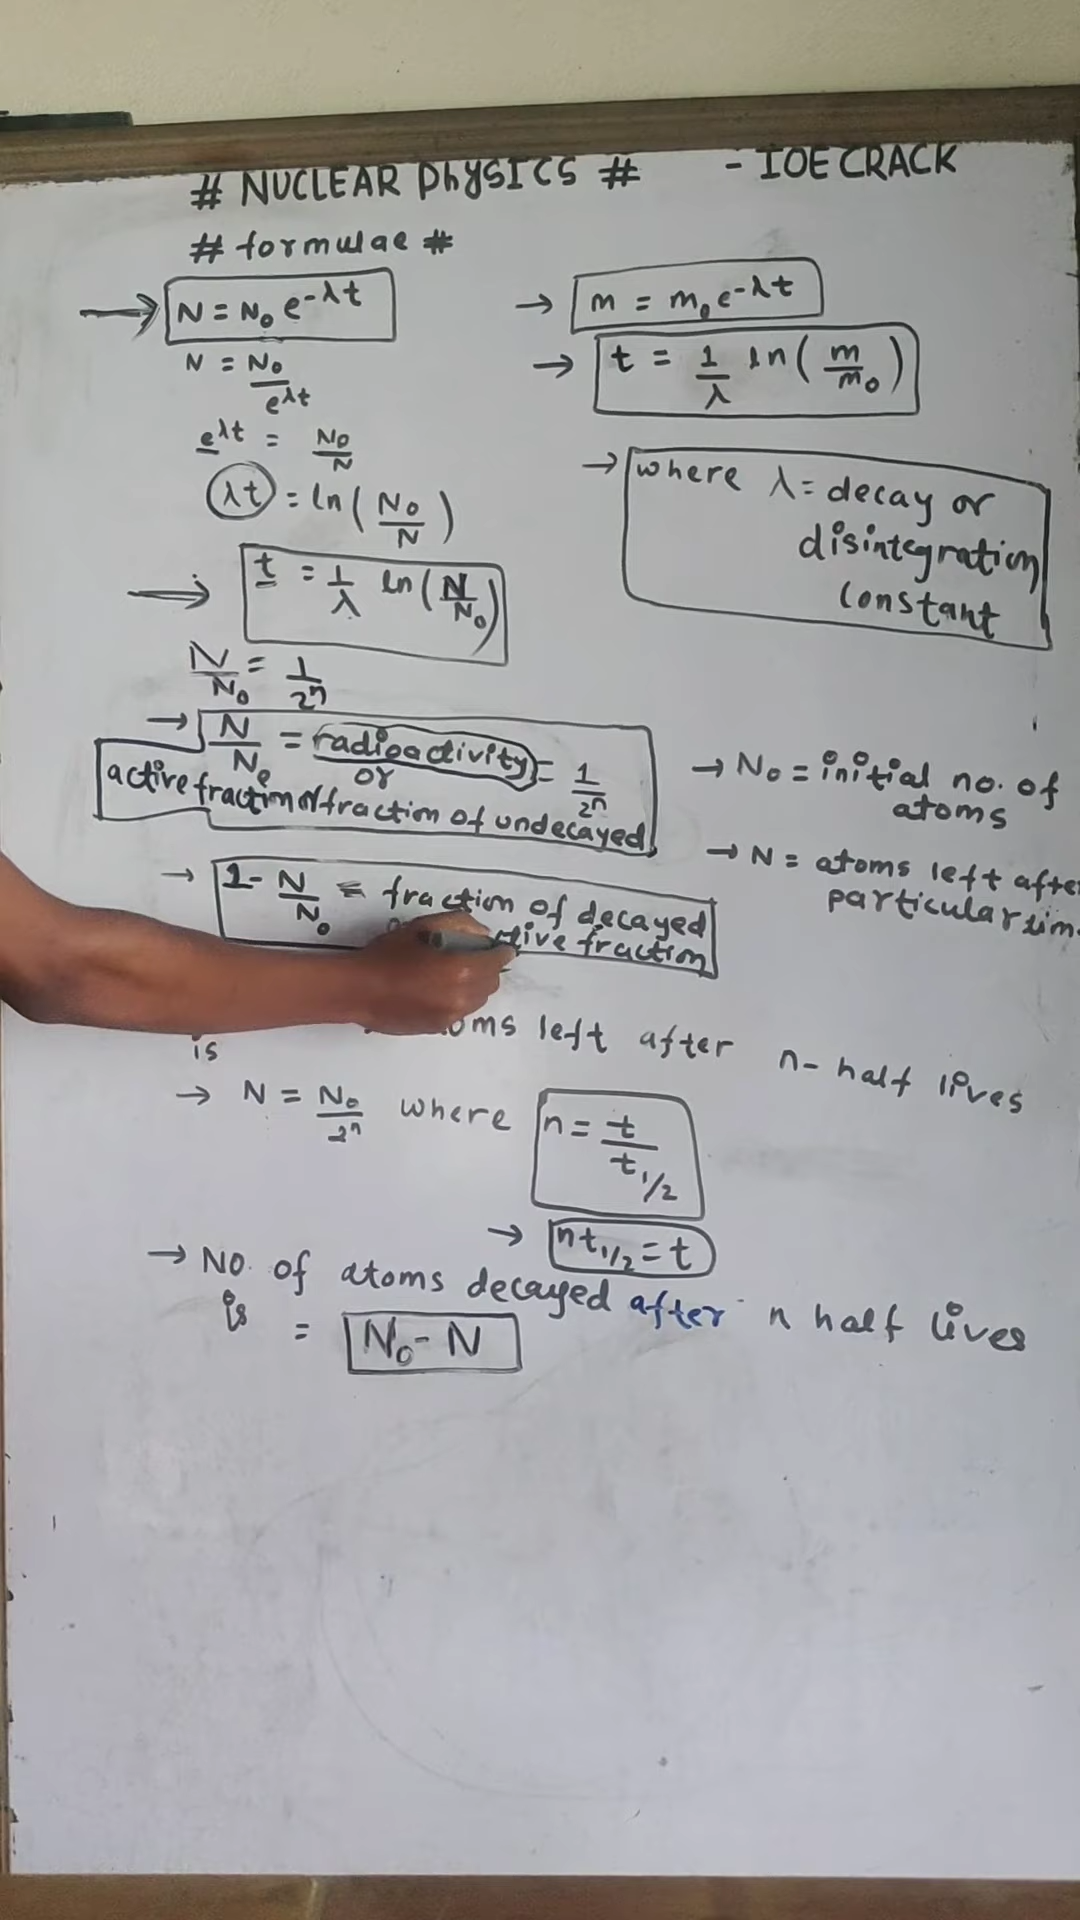 # NUCLEAR PhySICS # - IOE CRACK
# formulae #
→ N = N₀ e^-λt
N = N₀/e^λt
e^λt = N₀/N
λt = ln(N₀/N)
→ t = 1/λ ln(N/N₀)
N/N₀ = 1/2ⁿ
→ N/N₀ = radioactivity = 1/2ⁿ
or
active fraction or fraction of undecayed
→ 1 - N/N₀ = fraction of decayed
active fraction
→ m = m₀ e^-λt
→ t = 1/λ ln(m/m₀)
→ where λ = decay or
disintegration
constant
→ N₀ = initial no. of
atoms
→ N = atoms left after
particular tim
oms left after n- half lives
is
→ N = N₀/2ⁿ where n = t/t₁/₂
→ nt₁/₂ = t
→ NO. of atoms decayed after n half lives
is = N₀ - N